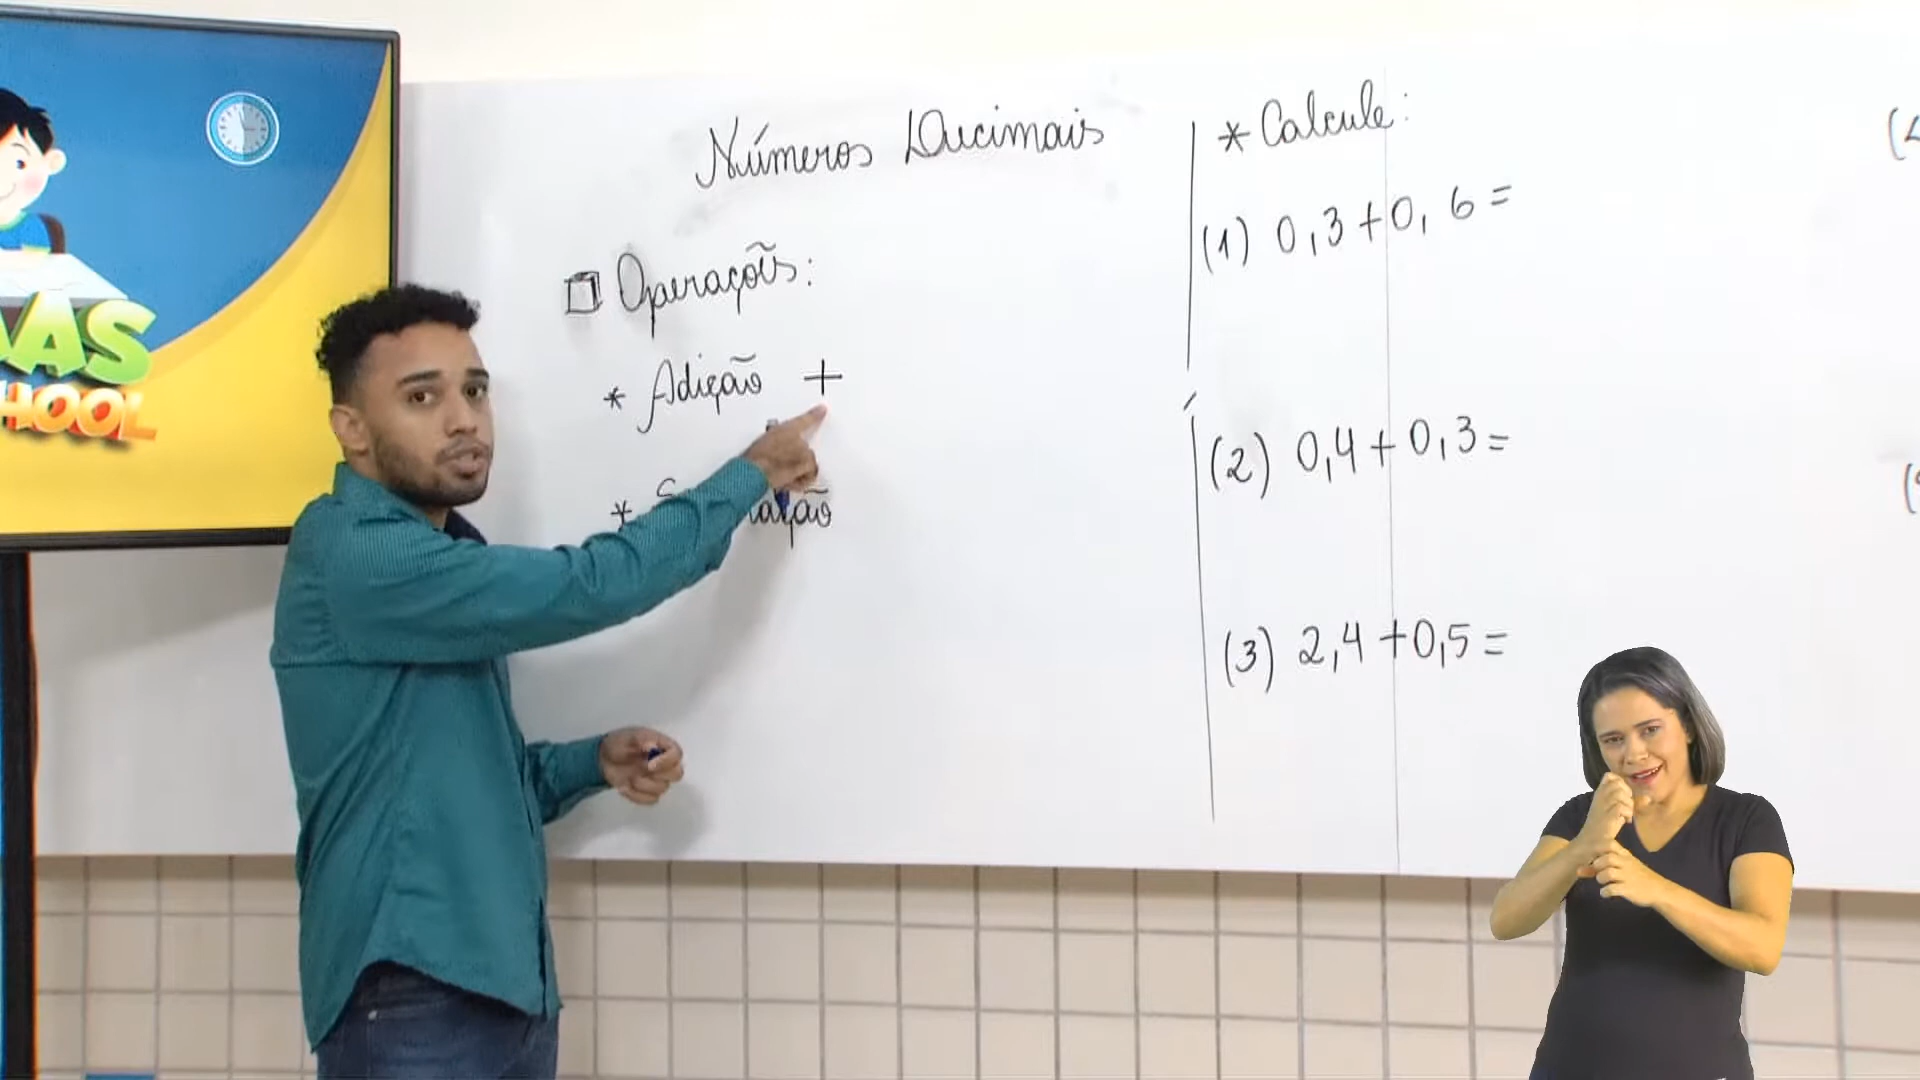 Números Decimais
Operações:
* Adição +
*
* Calcule:
(1) 0,3+0,6=
(2) 0,4+0,3=
(3) 2,4+0,5=